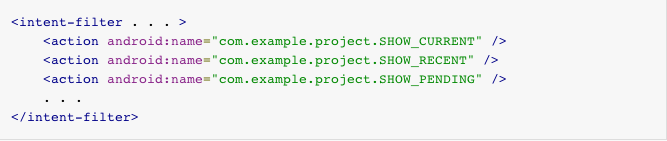 <intent-filter . . . >
<action android:name="com.example.project.SHOW_CURRENT" />
<action android:name="com.example.project.SHOW_RECENT" />
<action android:name="com.example.project.SHOW_PENDING" />
. . .
</intent-filter>